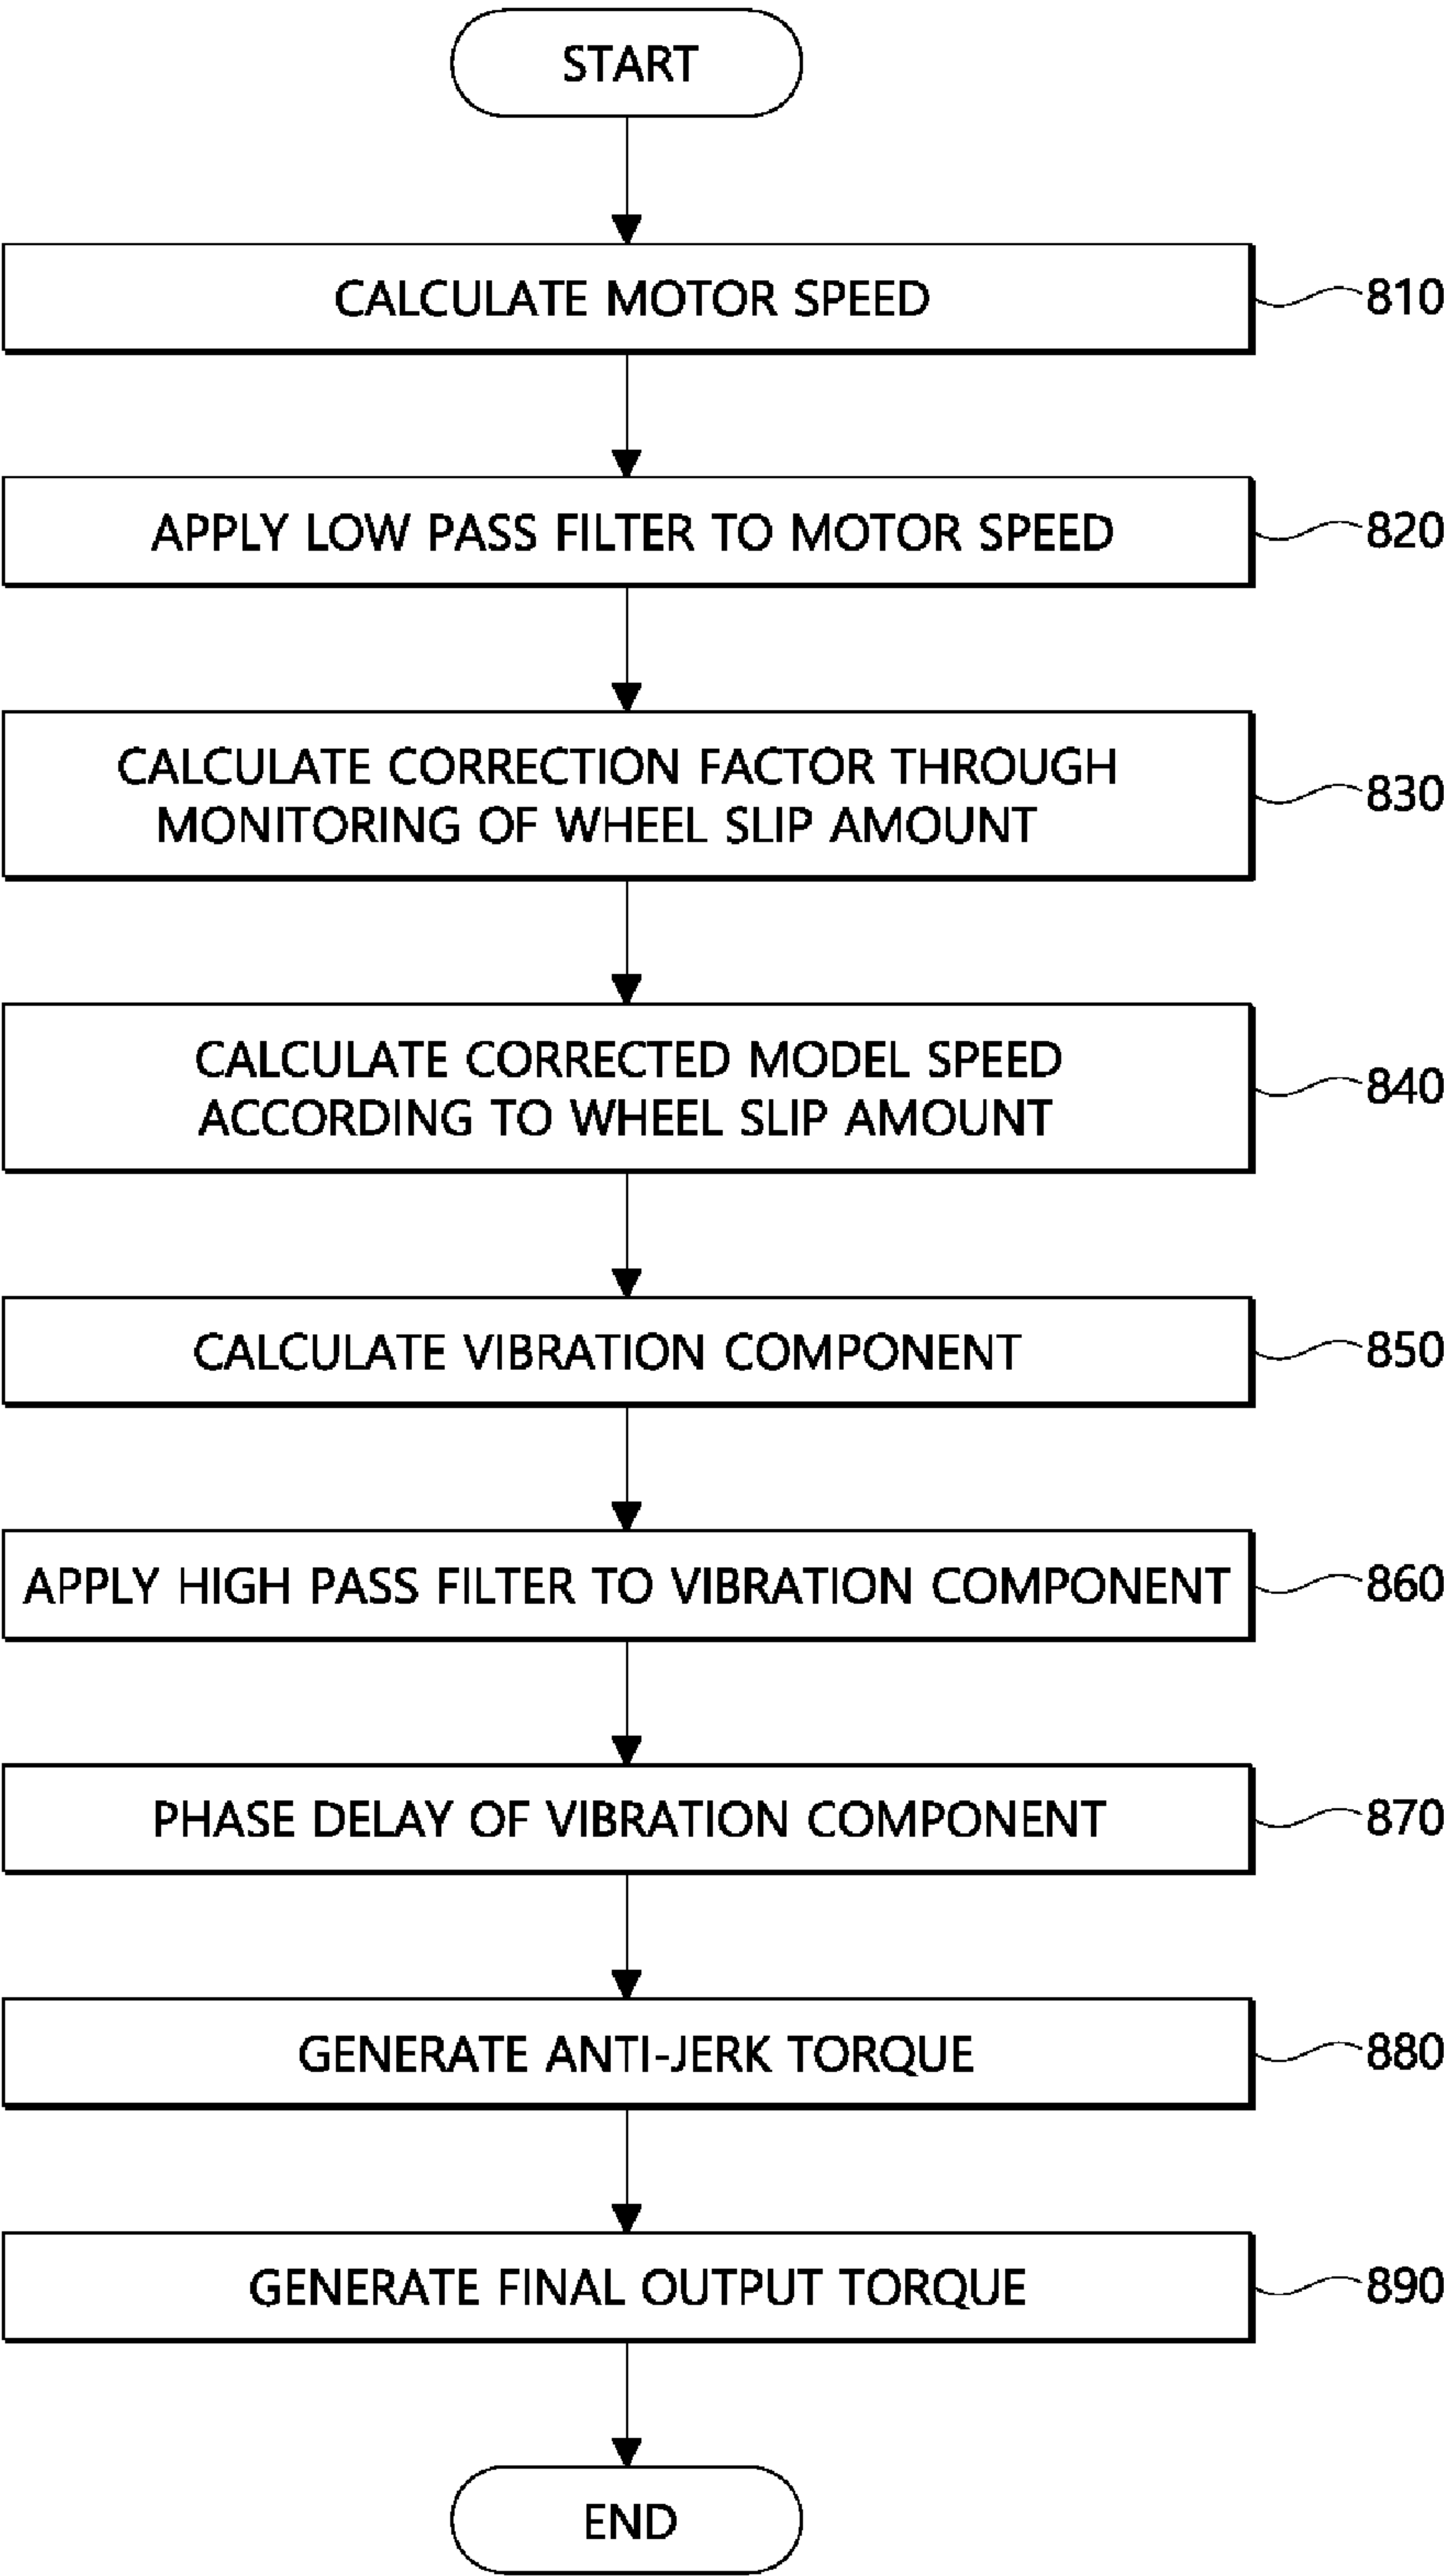 START
CALCULATE MOTOR SPEED
810
APPLY LOW PASS FILTER TO MOTOR SPEED
820
CALCULATE CORRECTION FACTOR THROUGH
MONITORING OF WHEEL SLIP AMOUNT
830
CALCULATE CORRECTED MODEL SPEED
ACCORDING TO WHEEL SLIP AMOUNT
840
CALCULATE VIBRATION COMPONENT
850
APPLY HIGH PASS FILTER TO VIBRATION COMPONENT
860
PHASE DELAY OF VIBRATION COMPONENT
870
GENERATE ANTI-JERK TORQUE
880
GENERATE FINAL OUTPUT TORQUE
890
END